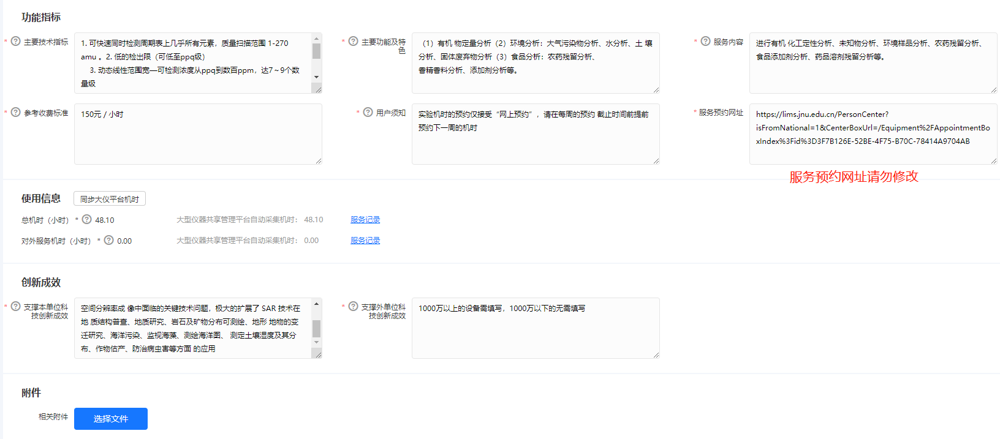 功能指标
* 主要技术指标
1. 可快速同时检测周期表上几乎所有元素，质量扫描范围 1-270
amu 。2. 低的检出限（可低至ppq级）
3. 动态线性范围宽—可检测浓度从ppq到数百ppm，达7～9个数
量级
* 主要功能及特
色
（1）有机 物定量分析（2）环境分析：大气污染物分析、水分析、土 壤
分析、固体废弃物分析（3）食品分析：农药残留分析、
香精香料分析、添加剂分析等。
* 服务内容
进行有机 化工定性分析、未知物分析、环境样品分析、农药残留分析、
食品添加剂分析、药品溶剂残留分析等。
* 参考收费标准
150元 / 小时
* 用户须知
实验机时的预约仅接受“网上预约”，请在每周的预约 截止时间前提前
预约下一周的机时
* 服务预约网址
https://lims.jnu.edu.cn/PersonCenter?
isFromNational=1&CenterBoxUrl=/Equipment%2FAppointmentBo
xIndex%3Fid%3D3F7B126E-52BE-4F75-B70C-78414A9704AB
服务预约网址请勿修改
使用信息 同步大仪平台机时
总机时（小时） * 48.10 大型仪器共享管理平台自动采集机时： 48.10 服务记录
对外服务机时（小时） * 0.00 大型仪器共享管理平台自动采集机时： 0.00 服务记录
创新成效
* 支撑本单位科
技创新成效
空间分辨率成 像中面临的关键技术问题，极大的扩展了 SAR 技术在
地 质结构普查、地质研究、岩石及矿物分布可测绘、地形 地物的变
迁研究、海洋污染、监视海藻、测绘海洋图、 测定土壤湿度及其分
布、作物估产、防治病虫害等方面 的应用
* 支撑外单位科
技创新成效
1000万以上的设备需填写，1000万以下的无需填写
附件
相关附件 选择文件